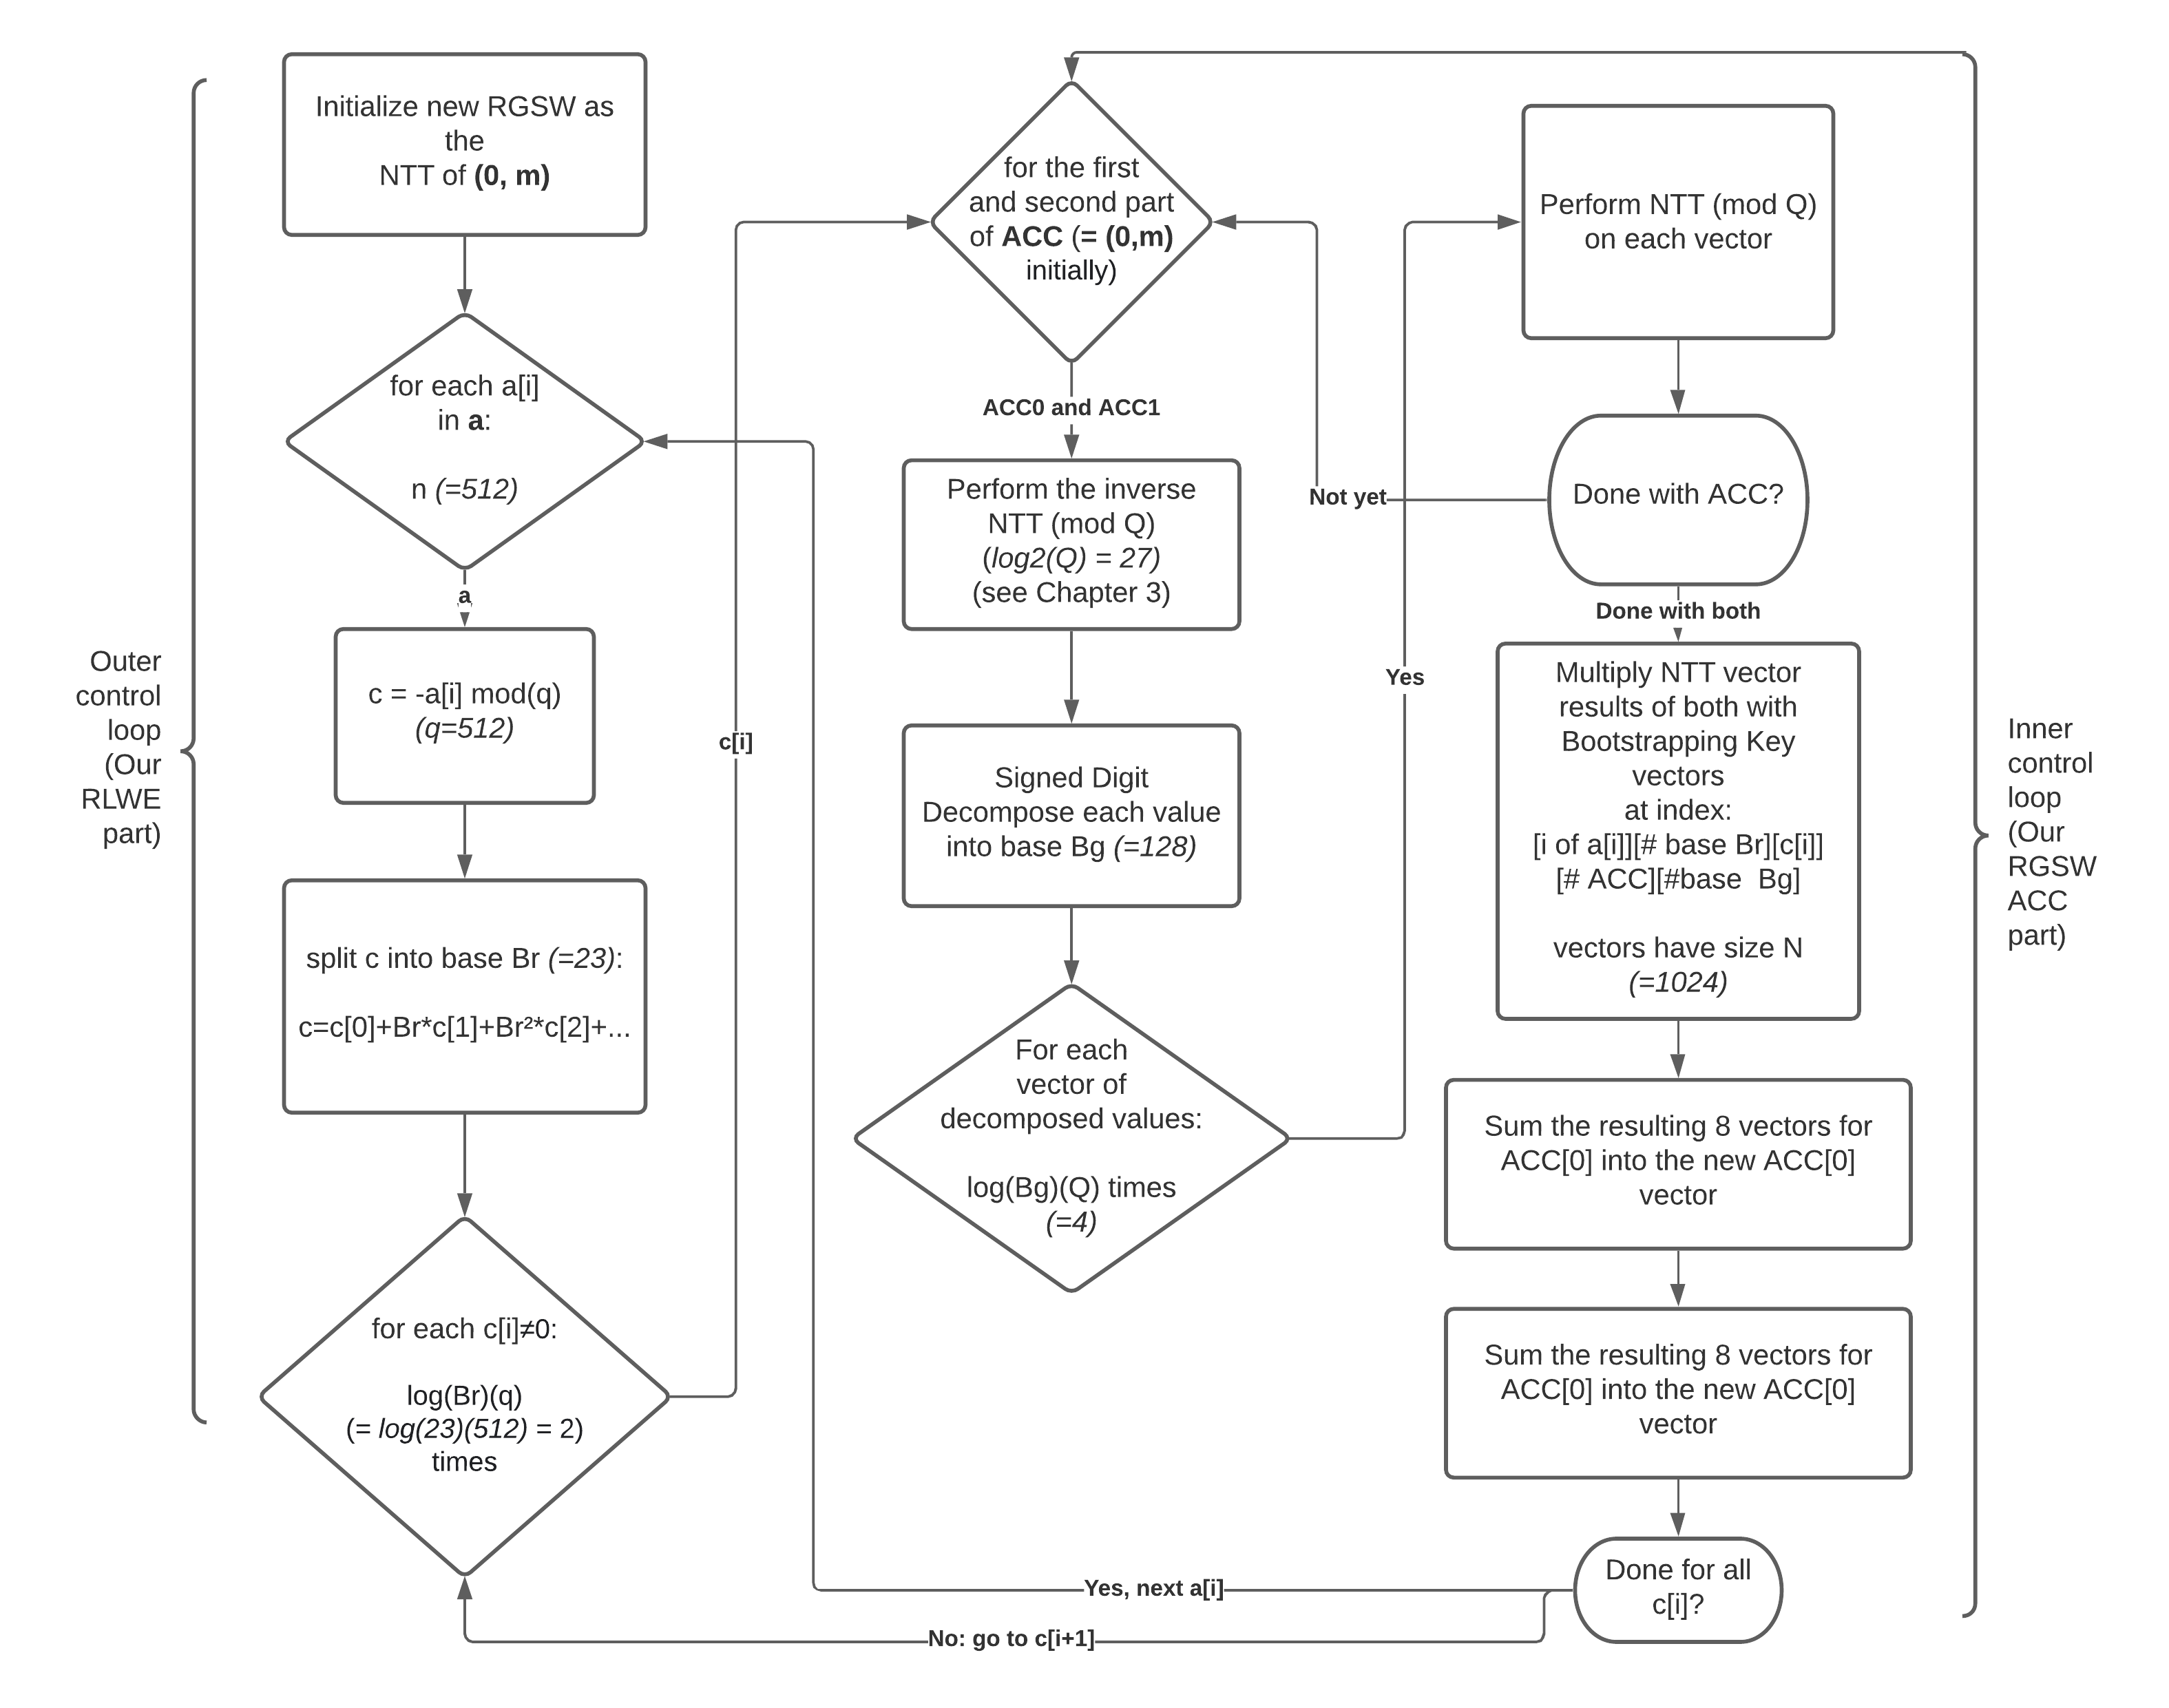 Outer
control
loop
(Our
RLWE
part)
Initialize new RGSW as
the
NTT of (0, m)
for each a[i]
in a:
n (=512)
a
c = -a[i] mod(q)
(q=512)
split c into base Br (=23):
c=c[0]+Br*c[1]+Br²*c[2]+...
for each c[i]≠0:
log(Br)(q)
(= log(23)(512) = 2)
times
c[i]
for the first
and second part
of ACC (= (0,m)
initially)
ACC0 and ACC1
Perform the inverse
NTT (mod Q)
(log2(Q) = 27)
(see Chapter 3)
Signed Digit
Decompose each value
into base Bg (=128)
For each
vector of
decomposed values:
log(Bg)(Q) times
(=4)
Yes
Perform NTT (mod Q)
on each vector
Done with ACC?
Not yet
Done with both
Multiply NTT vector
results of both with
Bootstrapping Key
vectors
at index:
[i of a[i]][# base Br][c[i]]
[# ACC][#base  Bg]
vectors have size N
(=1024)
Sum the resulting 8 vectors for
ACC[0] into the new ACC[0]
vector
Sum the resulting 8 vectors for
ACC[0] into the new ACC[0]
vector
Done for all
c[i]?
Yes, next a[i]
No: go to c[i+1]
Inner
control
loop
(Our
RGSW
ACC
part)